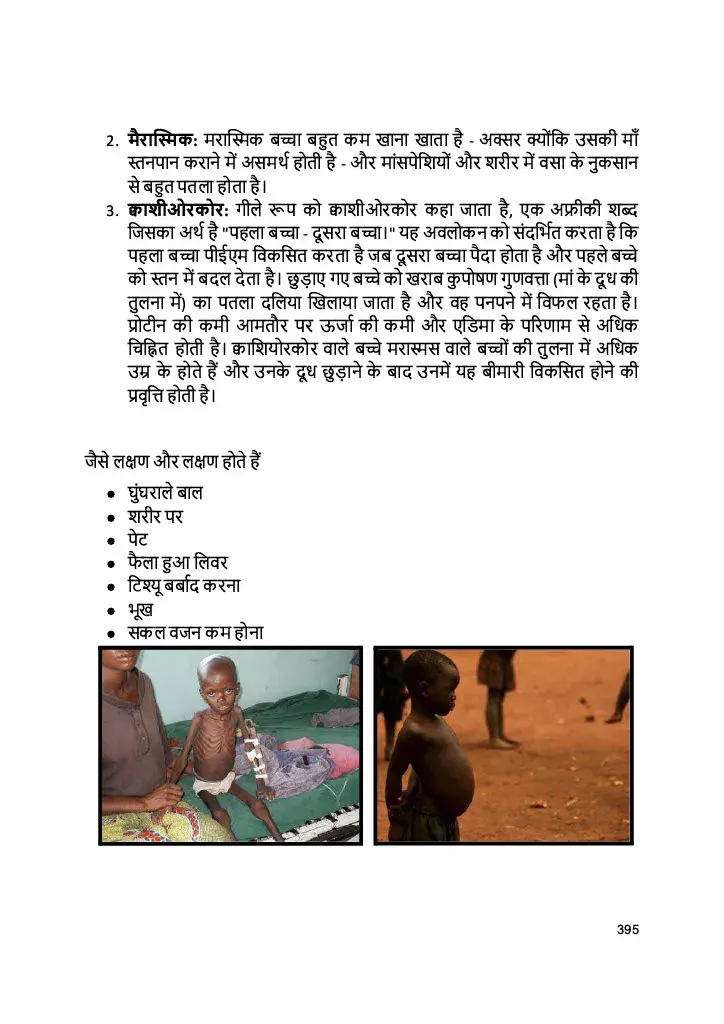 2. मैरास्मिक: मरास्मिक बच्चा बहुत कम खाना खाता है - अक्सर क्योंकि उसकी माँ
स्तनपान कराने में असमर्थ होती है - और मांसपेशियों और शरीर में वसा के नुकसान
से बहुत पतला होता है।
3. क्वाशीओरकोर: गीले रूप को क्वाशीओरकोर कहा जाता है, एक अफ्रीकी शब्द
जिसका अर्थ है "पहला बच्चा - दूसरा बच्चा।" यह अवलोकन को संदर्भित करता है कि
पहला बच्चा पीईएम विकसित करता है जब दूसरा बच्चा पैदा होता है और पहले बच्चे
को स्तन में बदल देता है। छुड़ाए गए बच्चे को खराब कुपोषण गुणवत्ता (मां के दूध की
तुलना में) का पतला दलिया खिलाया जाता है और वह पनपने में विफल रहता है।
प्रोटीन की कमी आमतौर पर ऊर्जा की कमी और एडिमा के परिणाम से अधिक
चिह्नित होती है। क्वाशियोरकोर वाले बच्चे मरास्मस वाले बच्चों की तुलना में अधिक
उम्र के होते हैं और उनके दूध छुड़ाने के बाद उनमें यह बीमारी विकसित होने की
प्रवृत्ति होती है।
जैसे लक्षण और लक्षण होते हैं
● घुंघराले बाल
● शरीर पर
● पेट
● फैला हुआ लिवर
● टिश्यू बर्बाद करना
● भूख
● सकल वजन कम होना
395